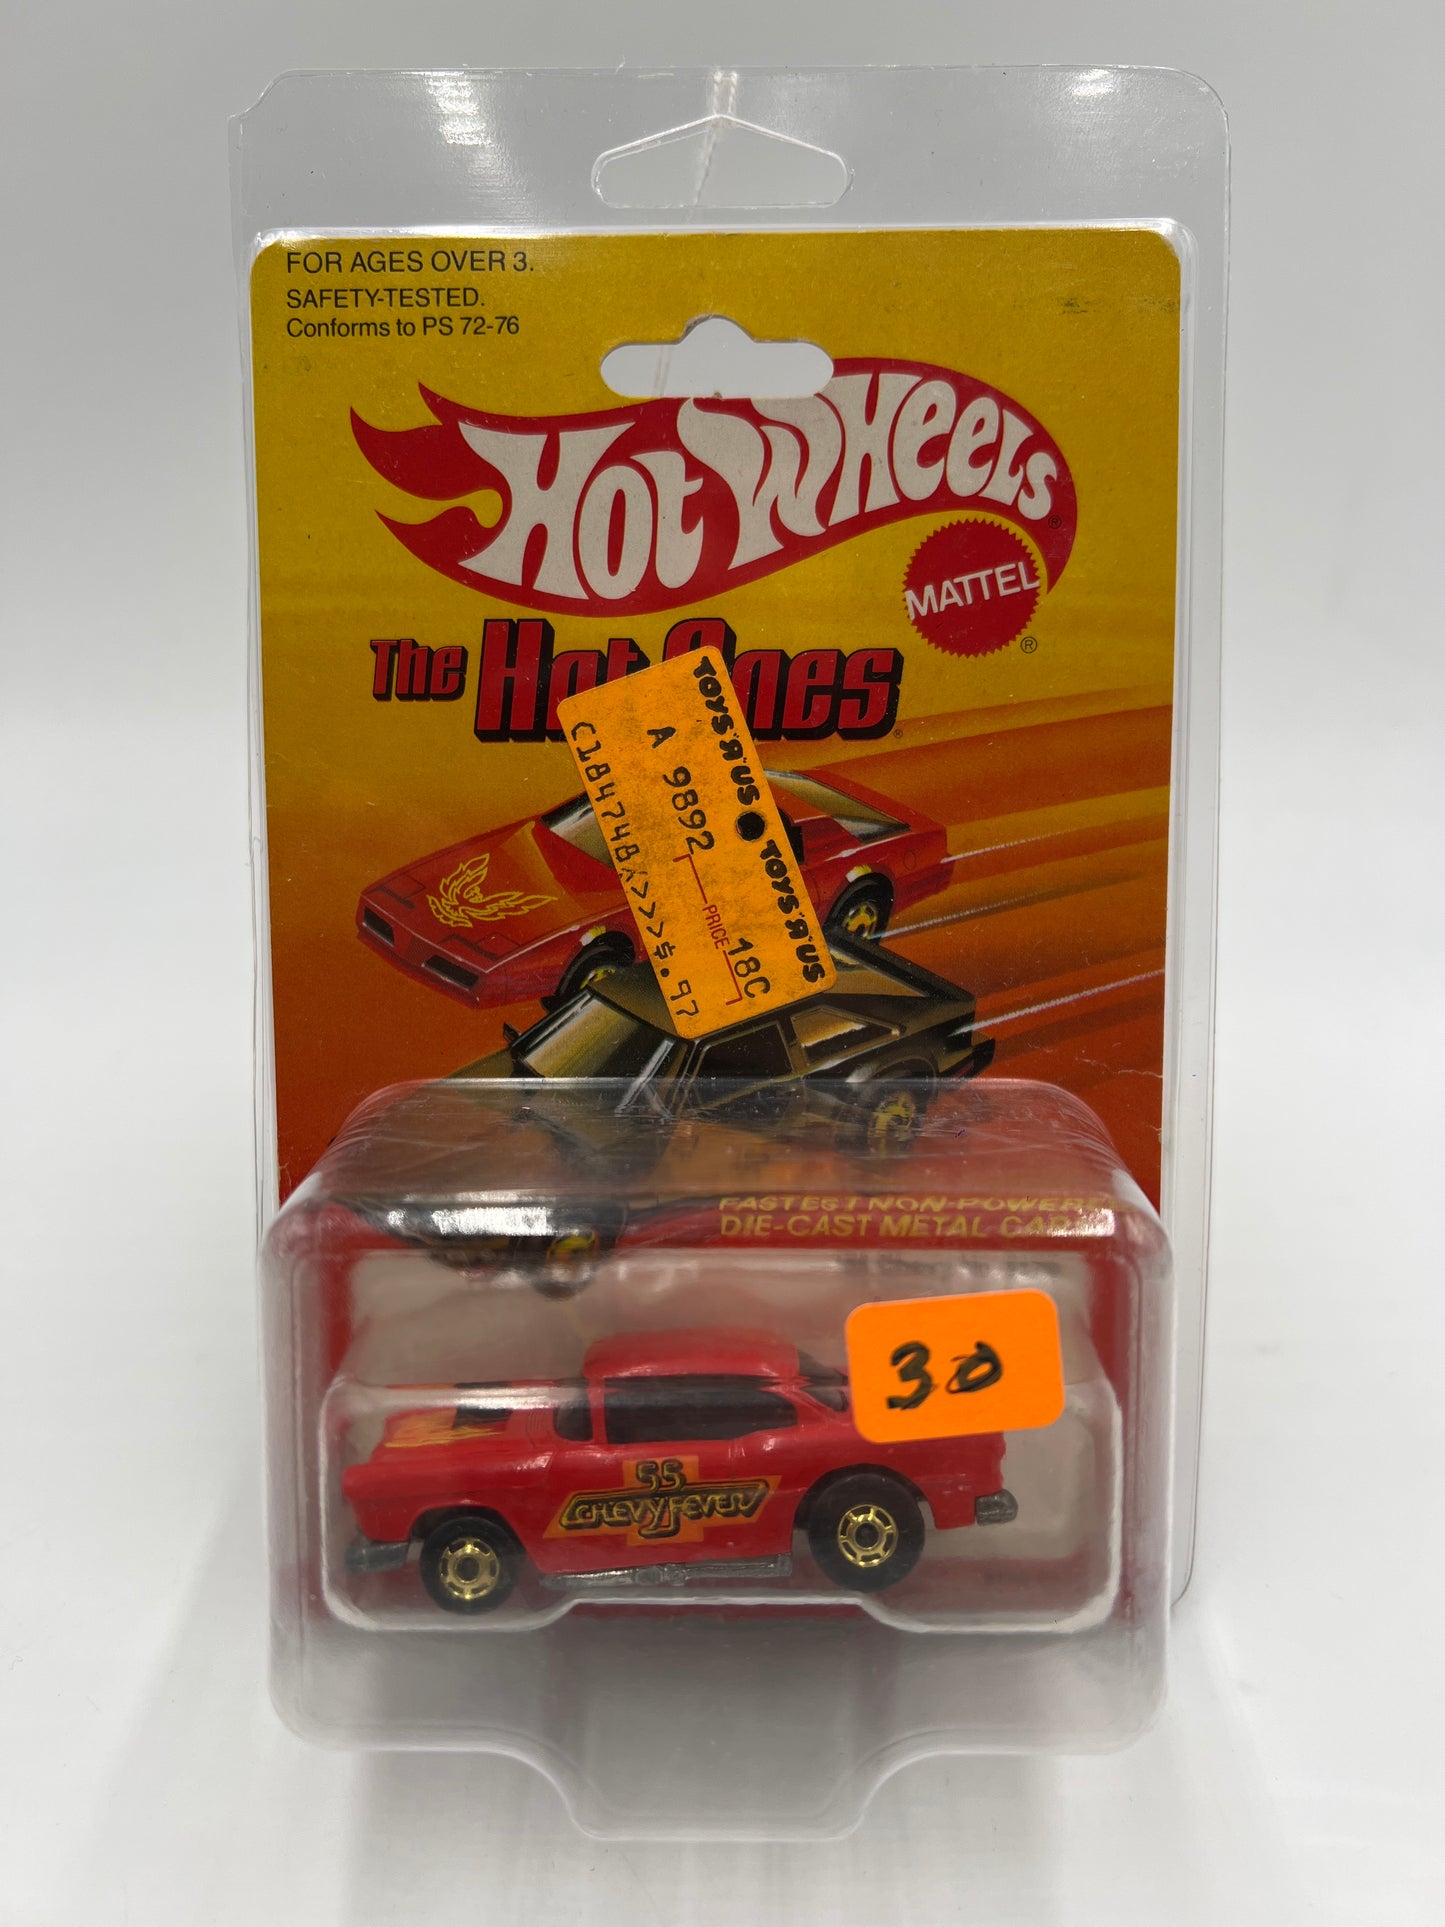 FOR AGES OVER 3.
SAFETY-TESTED.
Conforms to PS 72-76
Hot Wheels®
MATTEL®
The Hot Ones®
TOYS "R" US ● TOYS "R" US
A 9892 18C
PRICE
$.97
FASTEST NON-POWERED
DIE-CAST METAL CARS
30
55
CHEVY FEVER